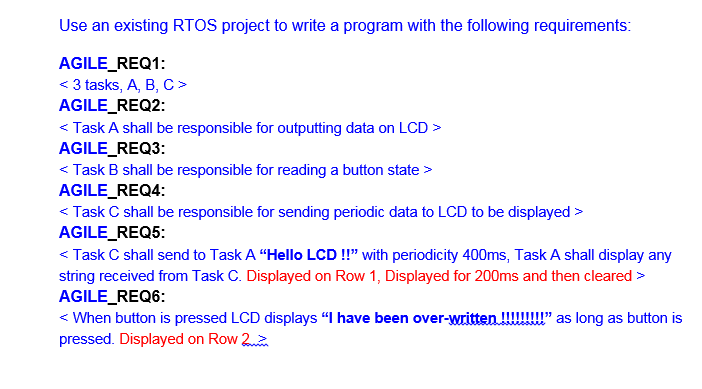 Use an existing RTOS project to write a program with the following requirements:
AGILE_REQ1:
< 3 tasks, A, B, C >
AGILE_REQ2:
< Task A shall be responsible for outputting data on LCD >
AGILE_REQ3:
< Task B shall be responsible for reading a button state >
AGILE_REQ4:
< Task C shall be responsible for sending periodic data to LCD to be displayed >
AGILE_REQ5:
< Task C shall send to Task A “Hello LCD !!” with periodicity 400ms, Task A shall display any
string received from Task C. Displayed on Row 1, Displayed for 200ms and then cleared >
AGILE_REQ6:
< When button is pressed LCD displays “I have been over-written !!!!!!!!!” as long as button is
pressed. Displayed on Row 2 >